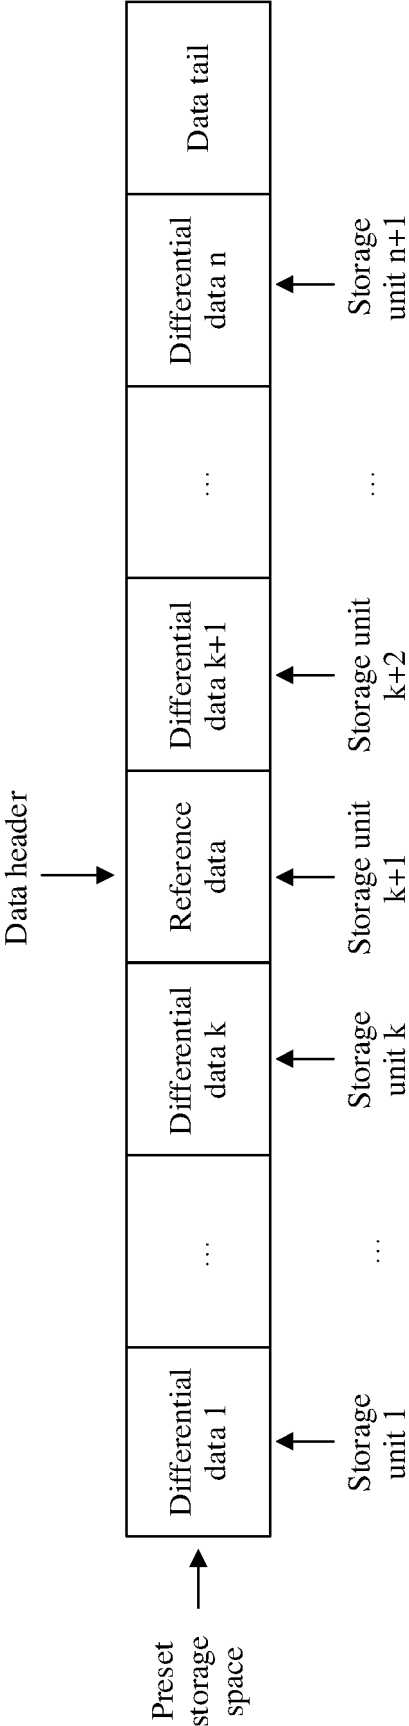 Data header
Preset
storage
space
Differential
data 1
...
Differential
data k
Reference
data
Differential
data k+1
...
Differential
data n
Data tail
Storage
unit 1
...
Storage
unit k
Storage unit
k+1
Storage unit
k+2
...
Storage
unit n+1